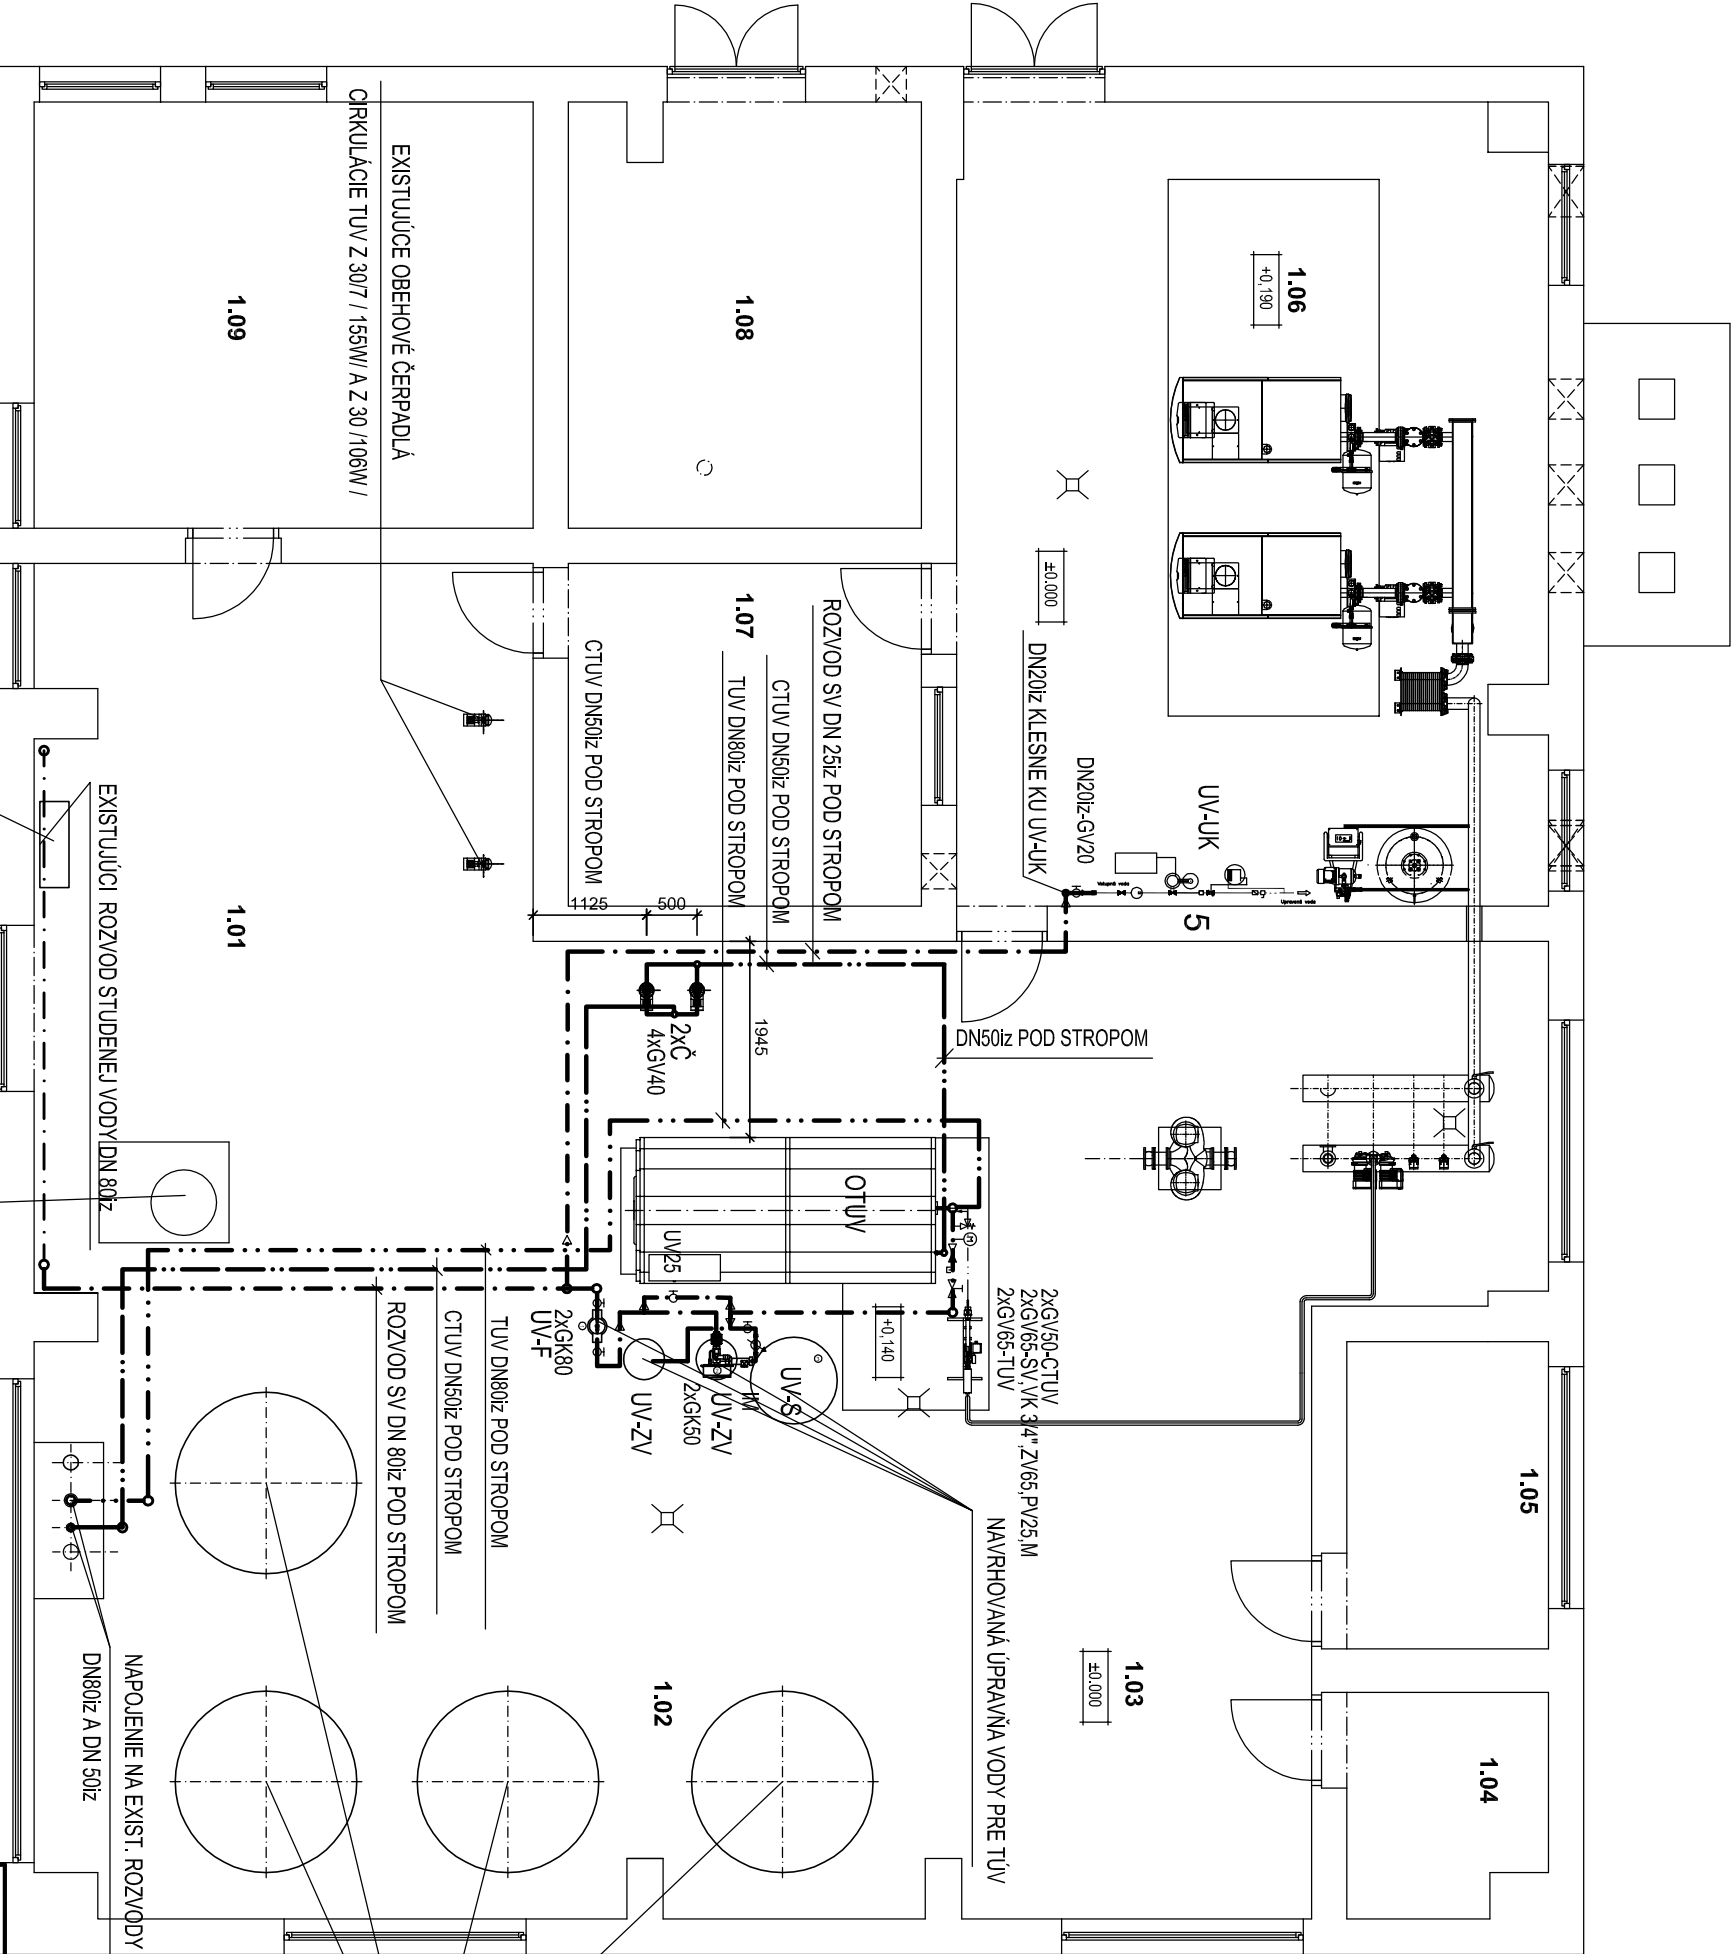 1.06
+0,190
1.09
1.08
EXISTUJÚCE OBEHOVÉ ČERPADLÁ
CIRKULÁCIE TUV Z 30/7 / 155W/ A Z 30 /106W /
±0.000
1.07
ROZVOD SV DN 25iz POD STROPOM
CTUV DN50iz POD STROPOM
TUV DN80iz POD STROPOM
CTUV DN50iz POD STROPOM
DN20iz KLESNE KU UV-UK
DN20iz-GV20
UV-UK
Vstupná voda
Upravená voda
5
1125
500
1945
1.01
EXISTUJÚCI ROZVOD STUDENEJ VODY,DN 80iz
2xČ
4xGV40
DN50iz POD STROPOM
OTUV
UV25
M
2xGV50-CTUV
2xGV65-SV,VK 3/4",ZV65,PV25,M
2xGV65-TUV
+0,140
2xGK80
UV-F
UV-ZV
UV-ZV
2xGK50
UV-S
TUV DN80iz POD STROPOM
CTUV DN50iz POD STROPOM
ROZVOD SV DN 80iz POD STROPOM
NAVRHOVANÁ ÚPRAVŇA VODY PRE TÚV
1.05
1.03
±0.000
1.04
1.02
NAPOJENIE NA EXIST. ROZVODY
DN80iz A DN 50iz